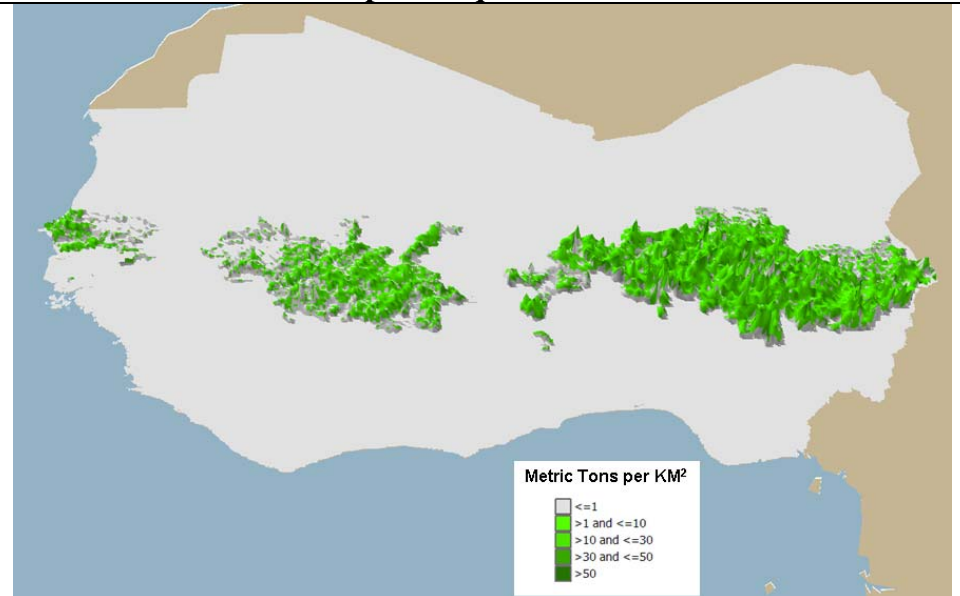 Metric Tons per KM²
<=1
>1 and <=10
>10 and <=30
>30 and <=50
>50